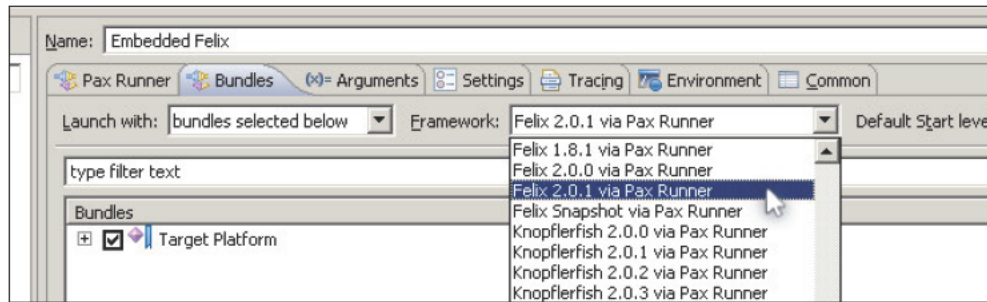 Name: Embedded Felix
Pax Runner Bundles (x)= Arguments Settings Tracing Environment Common
Launch with: bundles selected below Framework: Felix 2.0.1 via Pax Runner Default Start leve
Felix 1.8.1 via Pax Runner
type filter text Felix 2.0.0 via Pax Runner
Felix 2.0.1 via Pax Runner
Bundles Felix Snapshot via Pax Runner
Target Platform Knopflerfish 2.0.0 via Pax Runner
Knopflerfish 2.0.1 via Pax Runner
Knopflerfish 2.0.2 via Pax Runner
Knopflerfish 2.0.3 via Pax Runner